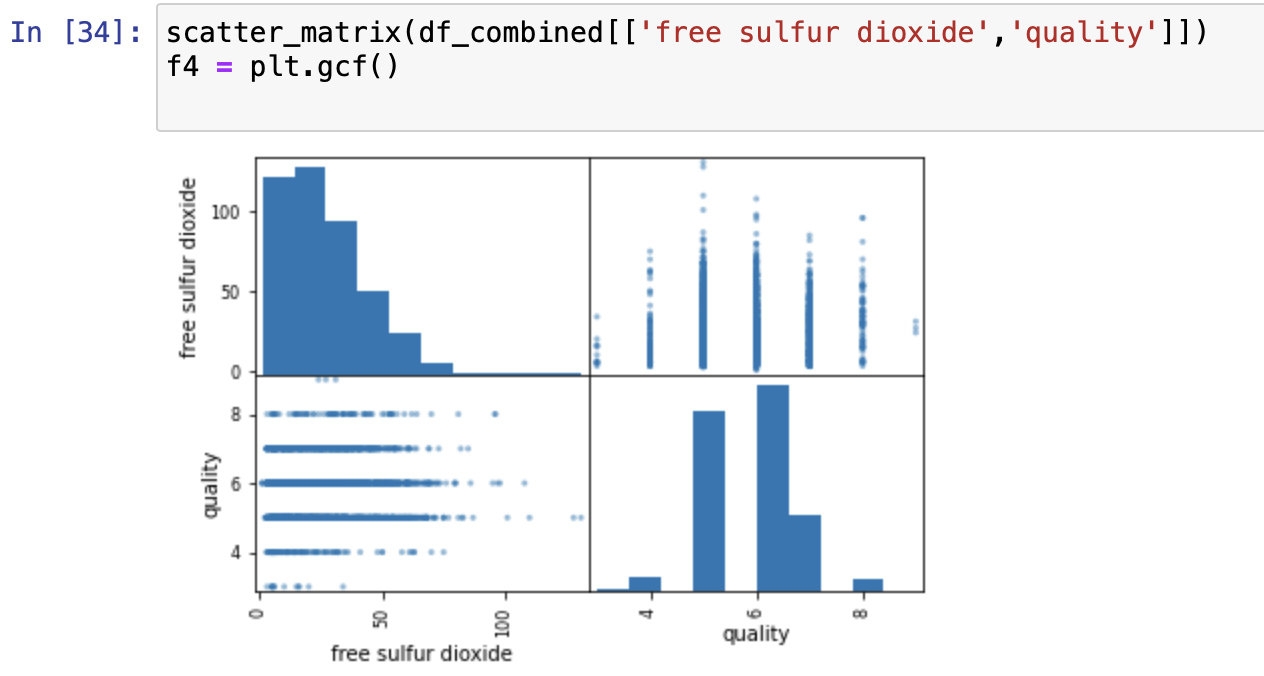 In [34]: scatter_matrix(df_combined[['free sulfur dioxide','quality']])
f4 = plt.gcf()
free sulfur dioxide
100
50
0
quality
8
6
4
0
50
100
free sulfur dioxide
4
6
8
quality